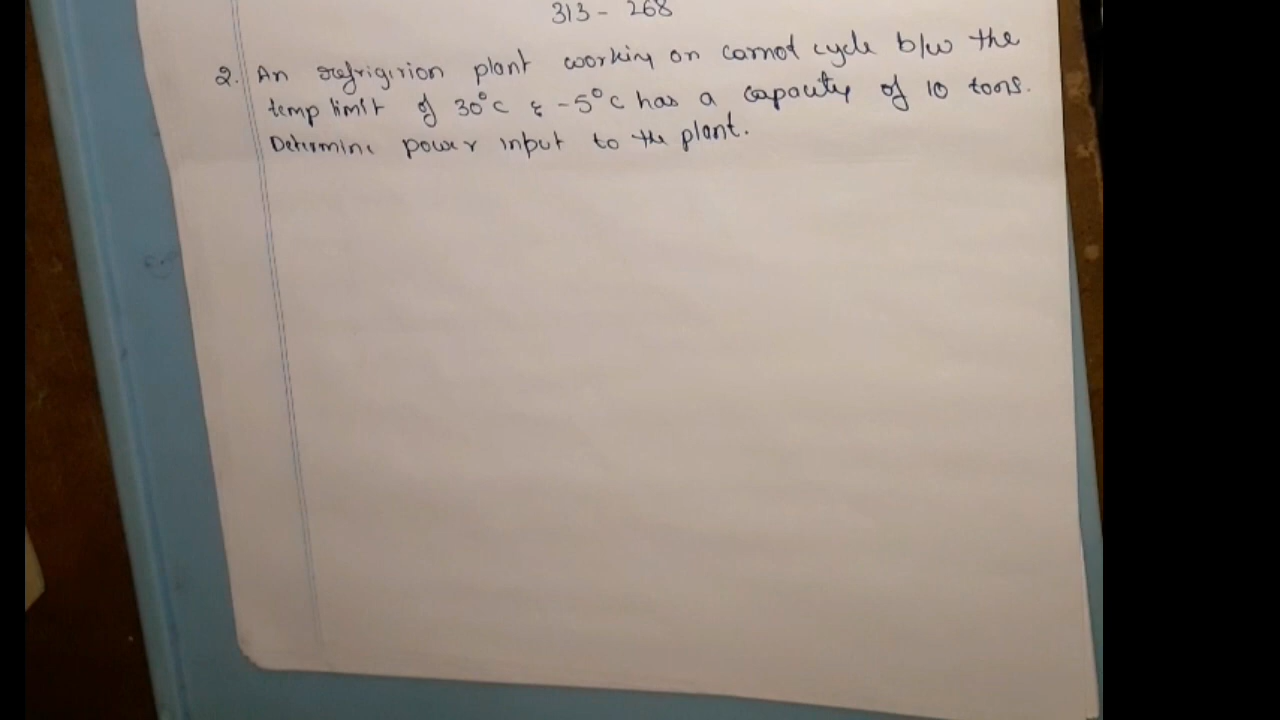 313 - 268
2. An refrigirion plant working on carnot cycle b/w the
temp limit of 30°c & -5°c has a capacity of 10 tons.
Determine power input to the plant.